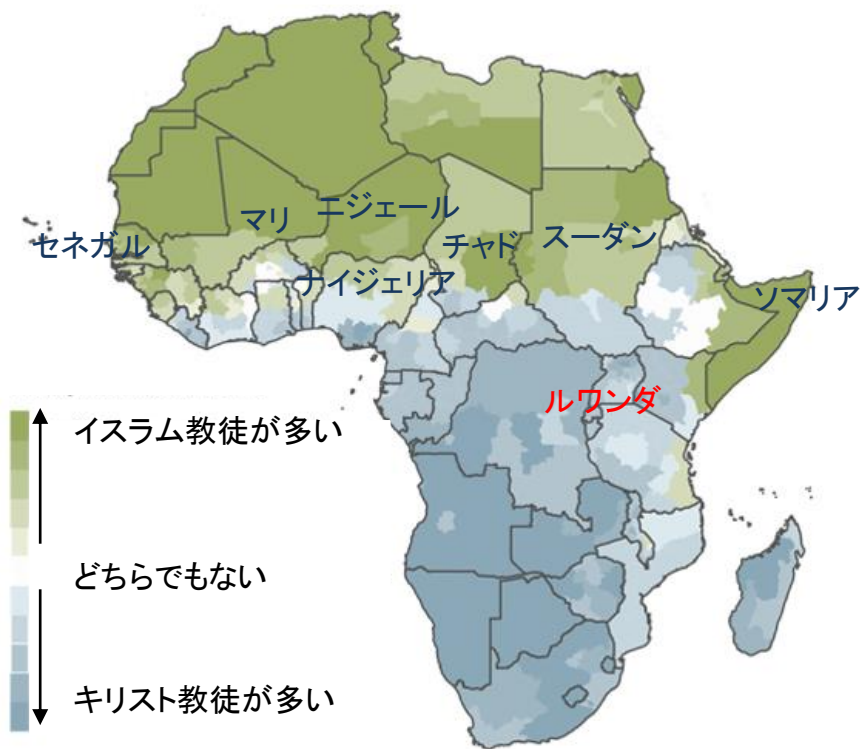 マリ
ニジェール
セネガル
チャド
スーダン
ナイジェリア
ソマリア
ルワンダ
イスラム教徒が多い
どちらでもない
キリスト教徒が多い